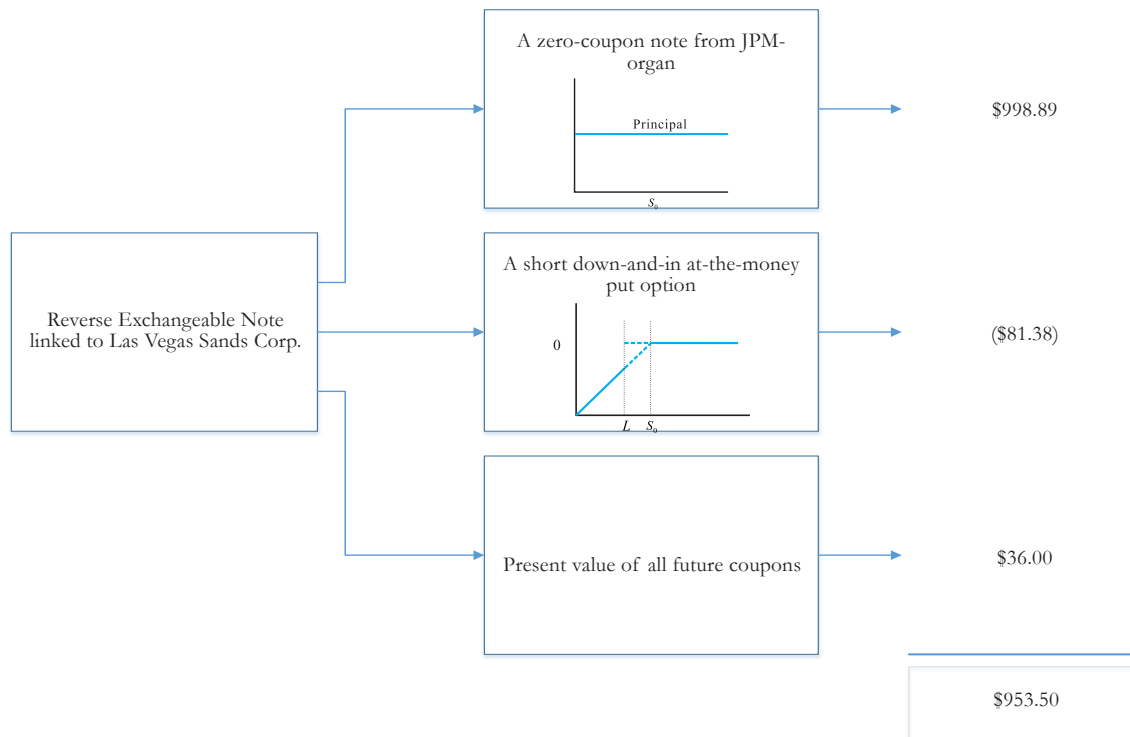 A zero-coupon note from JPM-
organ
Principal
S₀
$998.89
Reverse Exchangeable Note
linked to Las Vegas Sands Corp.
A short down-and-in at-the-money
put option
0
L S₀
($81.38)
Present value of all future coupons
$36.00
$953.50